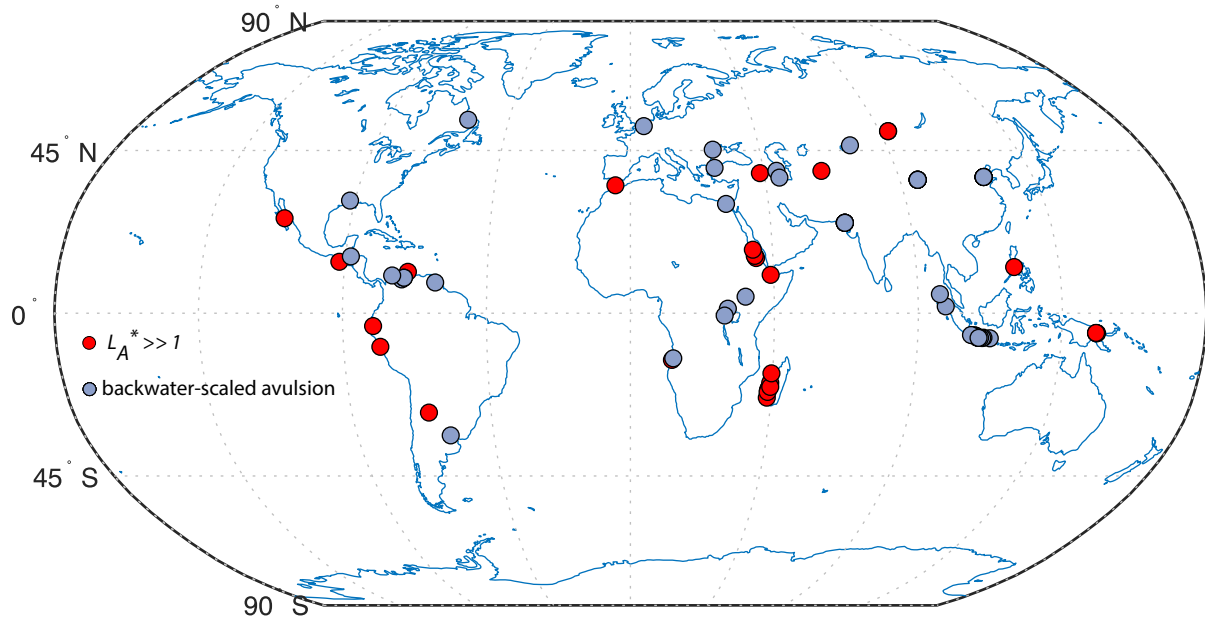 90° N
45° N
0°
L_A* >> 1
backwater-scaled avulsion
45° S
90° S